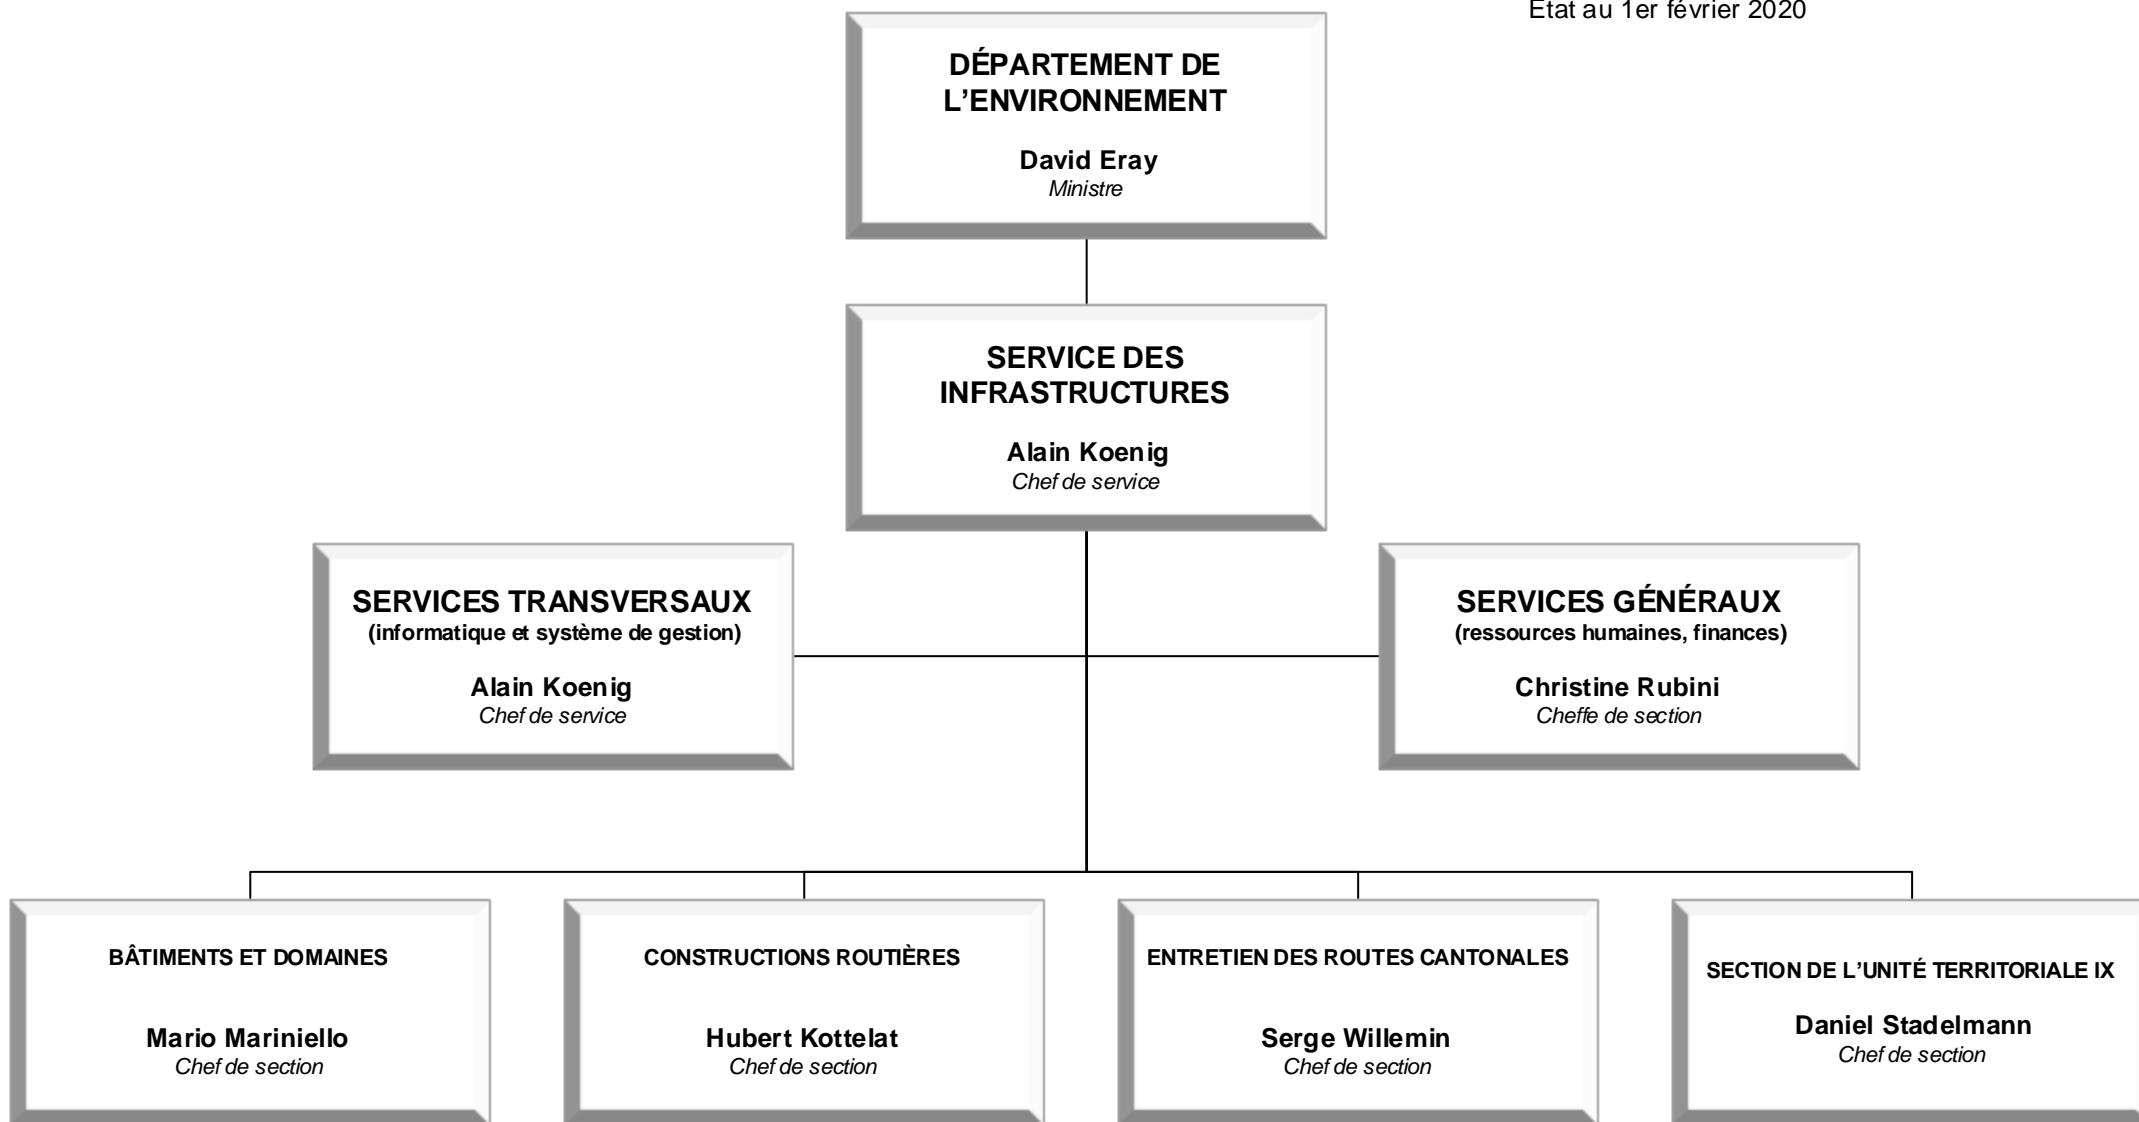 Etat au 1er février 2020
DÉPARTEMENT DE
L’ENVIRONNEMENT
David Eray
Ministre
SERVICE DES
INFRASTRUCTURES
Alain Koenig
Chef de service
SERVICES TRANSVERSAUX
(informatique et système de gestion)
Alain Koenig
Chef de service
SERVICES GÉNÉRAUX
(ressources humaines, finances)
Christine Rubini
Cheffe de section
BÂTIMENTS ET DOMAINES
Mario Mariniello
Chef de section
CONSTRUCTIONS ROUTIÈRES
Hubert Kottelat
Chef de section
ENTRETIEN DES ROUTES CANTONALES
Serge Willemin
Chef de section
SECTION DE L’UNITÉ TERRITORIALE IX
Daniel Stadelmann
Chef de section